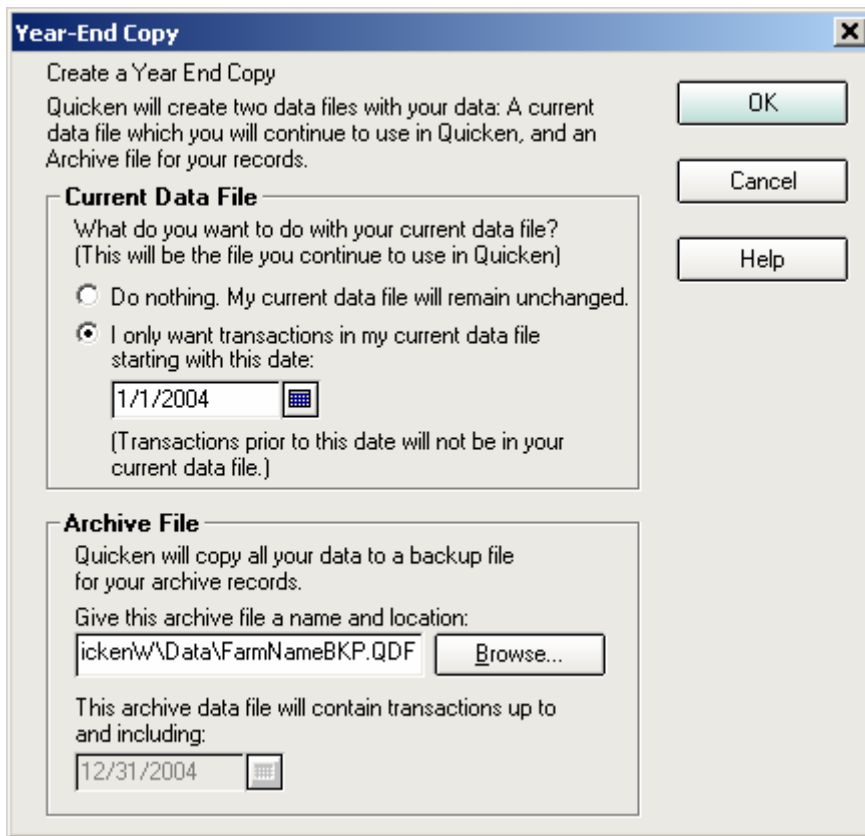 Year-End Copy
Create a Year End Copy
Quicken will create two data files with your data: A current
data file which you will continue to use in Quicken, and an
Archive file for your records.
OK
Cancel
Help
Current Data File
What do you want to do with your current data file?
(This will be the file you continue to use in Quicken)
Do nothing. My current data file will remain unchanged.
I only want transactions in my current data file
starting with this date:
1/1/2004
(Transactions prior to this date will not be in your
current data file.)
Archive File
Quicken will copy all your data to a backup file
for your archive records.
Give this archive file a name and location:
ickenW\Data\FarmNameBKP.QDF
Browse...
This archive data file will contain transactions up to
and including:
12/31/2004